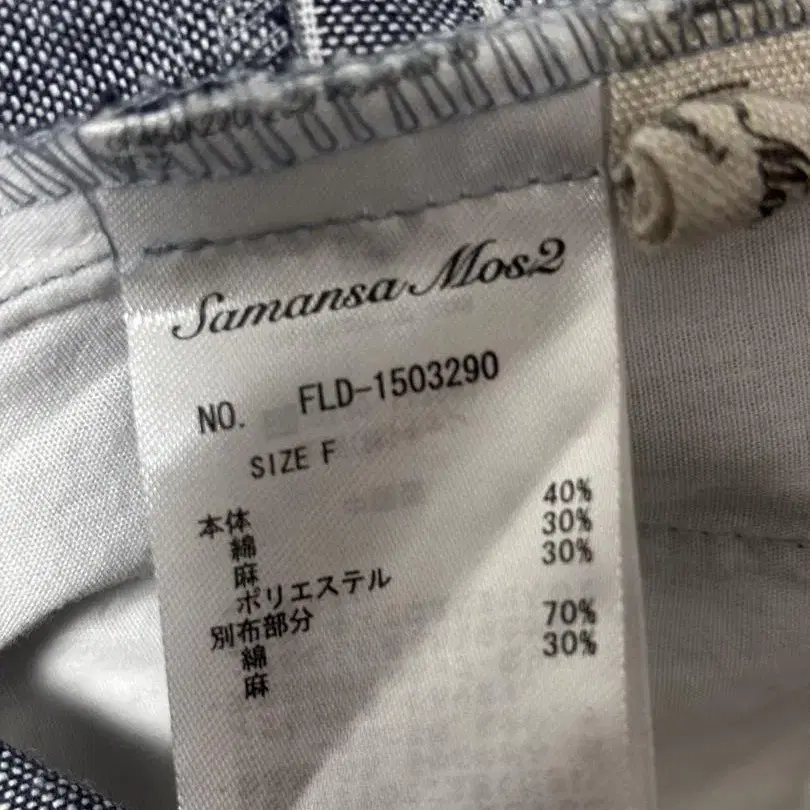 Samansa Mos2
NO. FLD-1503290
SIZE F
本体
綿 40%
麻 30%
ポリエステル 30%
別布部分
綿 70%
麻 30%